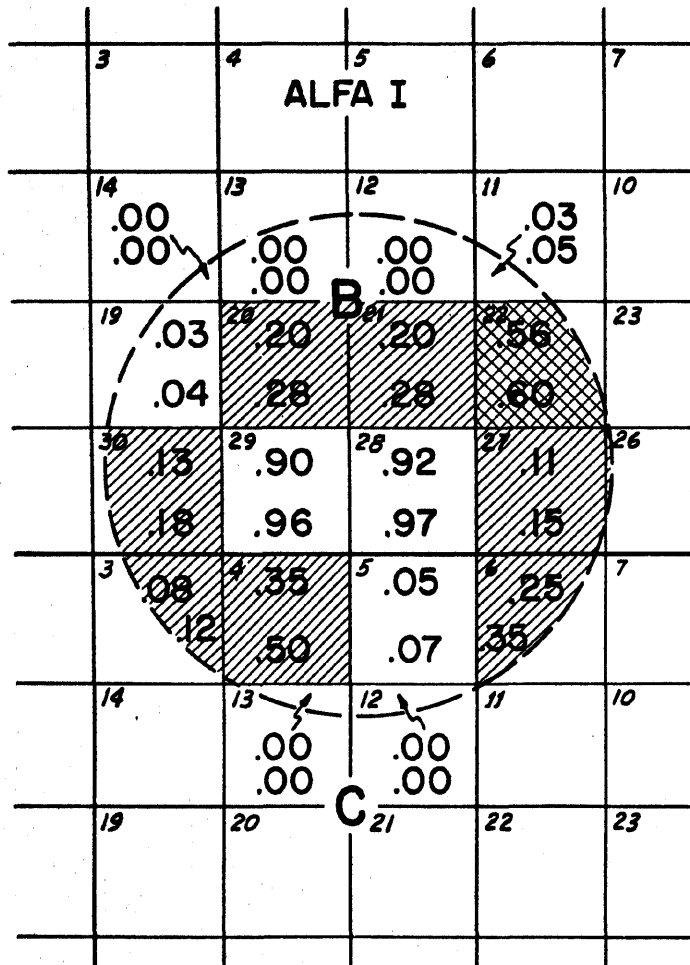 3 4 5 6 7
ALFA I
14 13 12 11 10
.00 .03
.00 .00 .00 .05
.00 .00
B
19 20 21 22 23
.03 .20 .20 .56
.04 .28 .28 .60
30 29 28 27 26
.13 .90 .92 .11
.18 .96 .97 .15
3 4 5 6 7
.08 .35 .05 .25
.12 .50 .07 .35
14 13 12 11 10
.00 .00
.00 .00
C
19 20 21 22 23